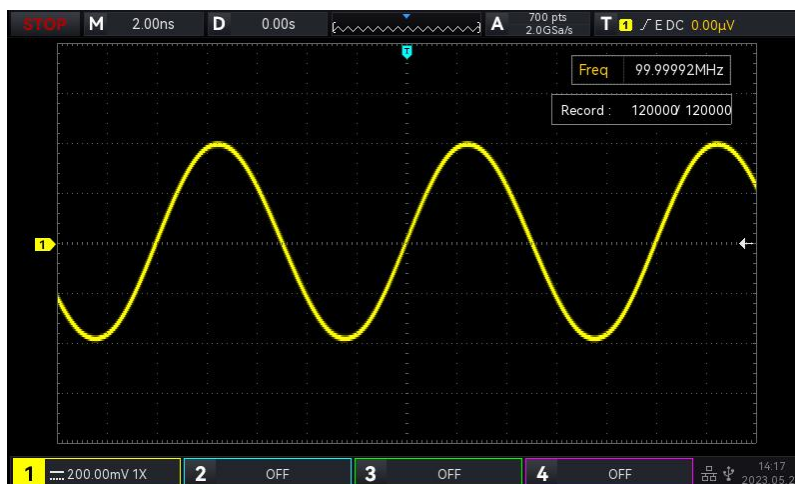 STOP M 2.00ns D 0.00s A 700 pts 2.0GSa/s T 1 E DC 0.00μV
T
Freq 99.99992MHz
Record : 120000/ 120000
1
1 200.00mV 1X 2 OFF 3 OFF 4 OFF 14:17
2023.05.2